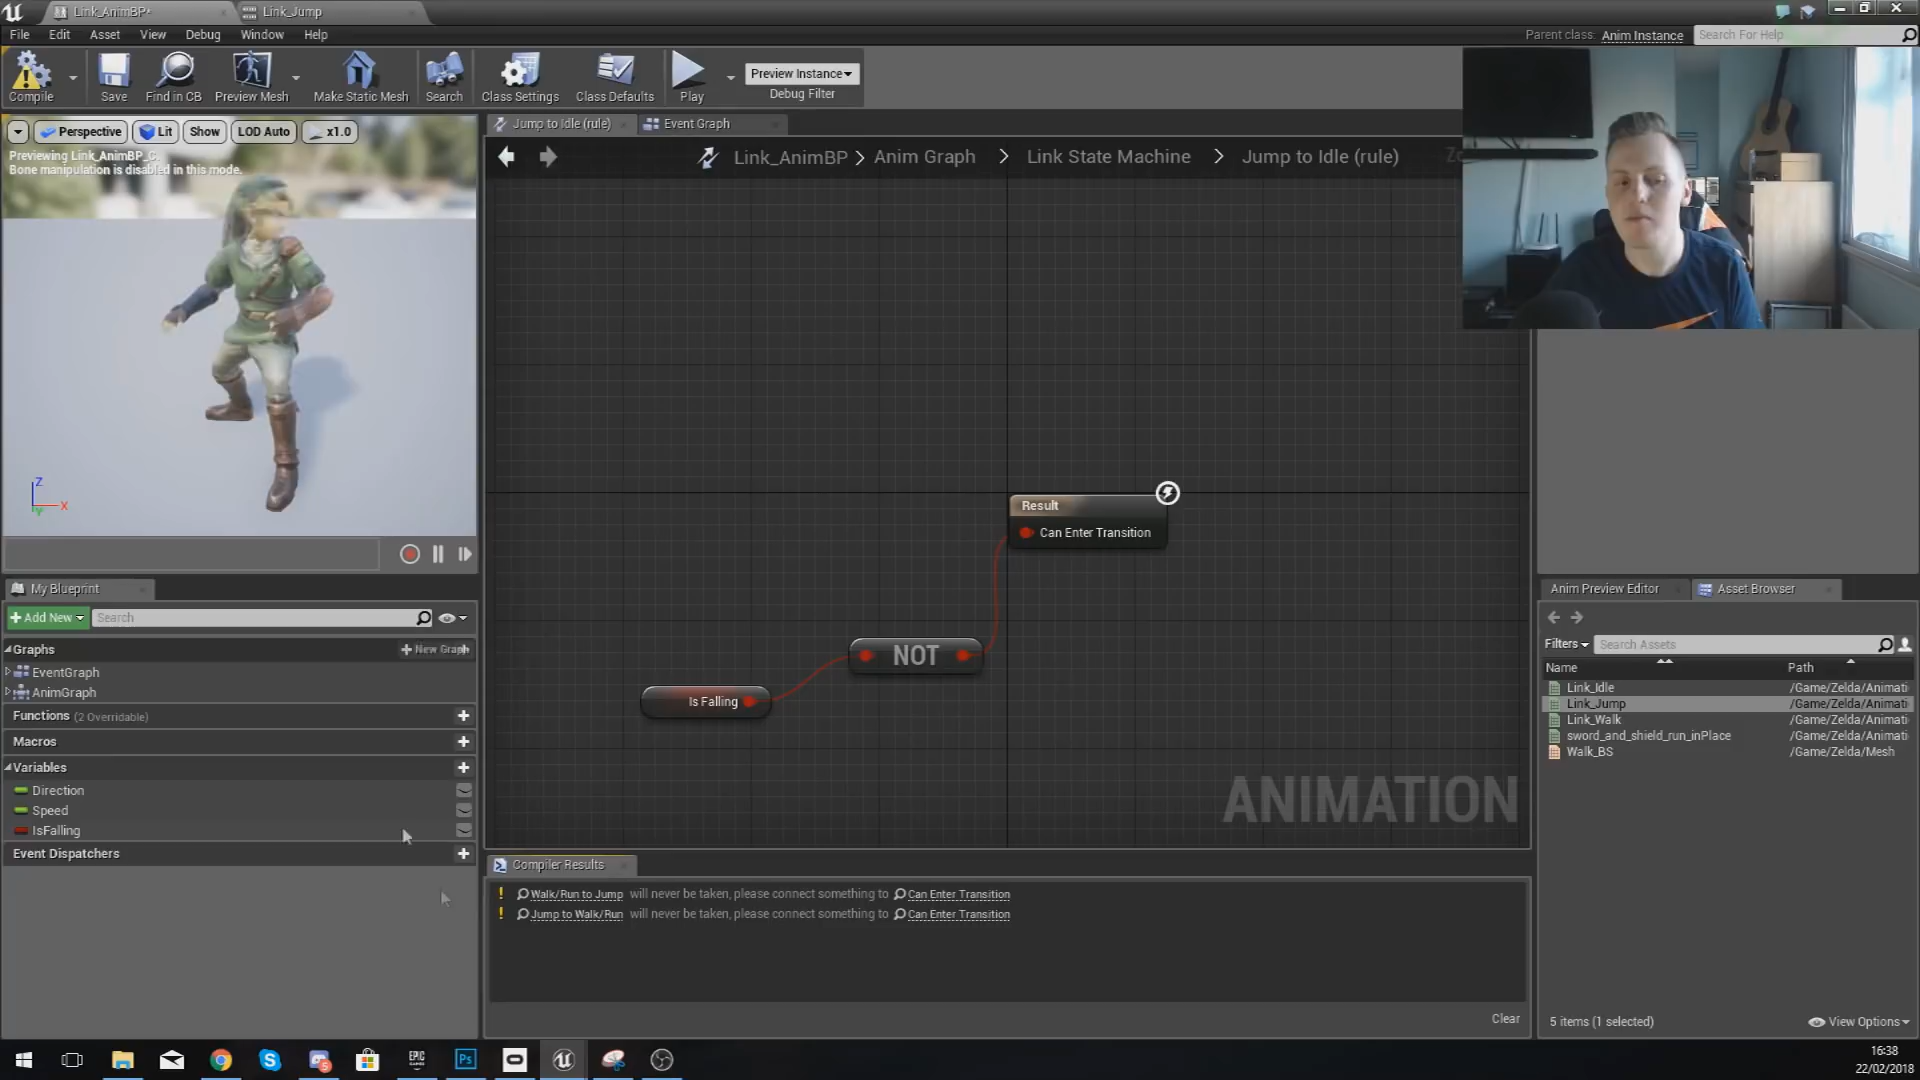 Link_AnimBP*
Link_Jump
File Edit Asset View Debug Window Help
Parent class: Anim Instance
Search For Help
Compile
Save
Find in CB
Preview Mesh
Make Static Mesh
Search
Class Settings
Class Defaults
Play
Preview Instance
Debug Filter
Perspective
Lit
Show
LOD Auto
x1.0
Previewing Link_AnimBP_C.
Bone manipulation is disabled in this mode.
Z
X
Y
Jump to Idle (rule)
Event Graph
Link_AnimBP > Anim Graph > Link State Machine > Jump to Idle (rule)
Result
Can Enter Transition
NOT
Is Falling
ANIMATION
My Blueprint
+ Add New
Search
Graphs
+ New Graph
EventGraph
AnimGraph
Functions (2 Overridable)
Macros
Variables
Direction
Speed
IsFalling
Event Dispatchers
Compiler Results
! Walk/Run to Jump will never be taken, please connect something to Can Enter Transition
! Jump to Walk/Run will never be taken, please connect something to Can Enter Transition
Clear
Anim Preview Editor
Asset Browser
Filters
Search Assets
Name Path
Link_Idle /Game/Zelda/Animati
Link_Jump /Game/Zelda/Animati
Link_Walk /Game/Zelda/Animati
sword_and_shield_run_inPlace /Game/Zelda/Animati
Walk_BS /Game/Zelda/Mesh
5 items (1 selected)
View Options
5
EPIC
GAMES
Ps
16:38
22/02/2018